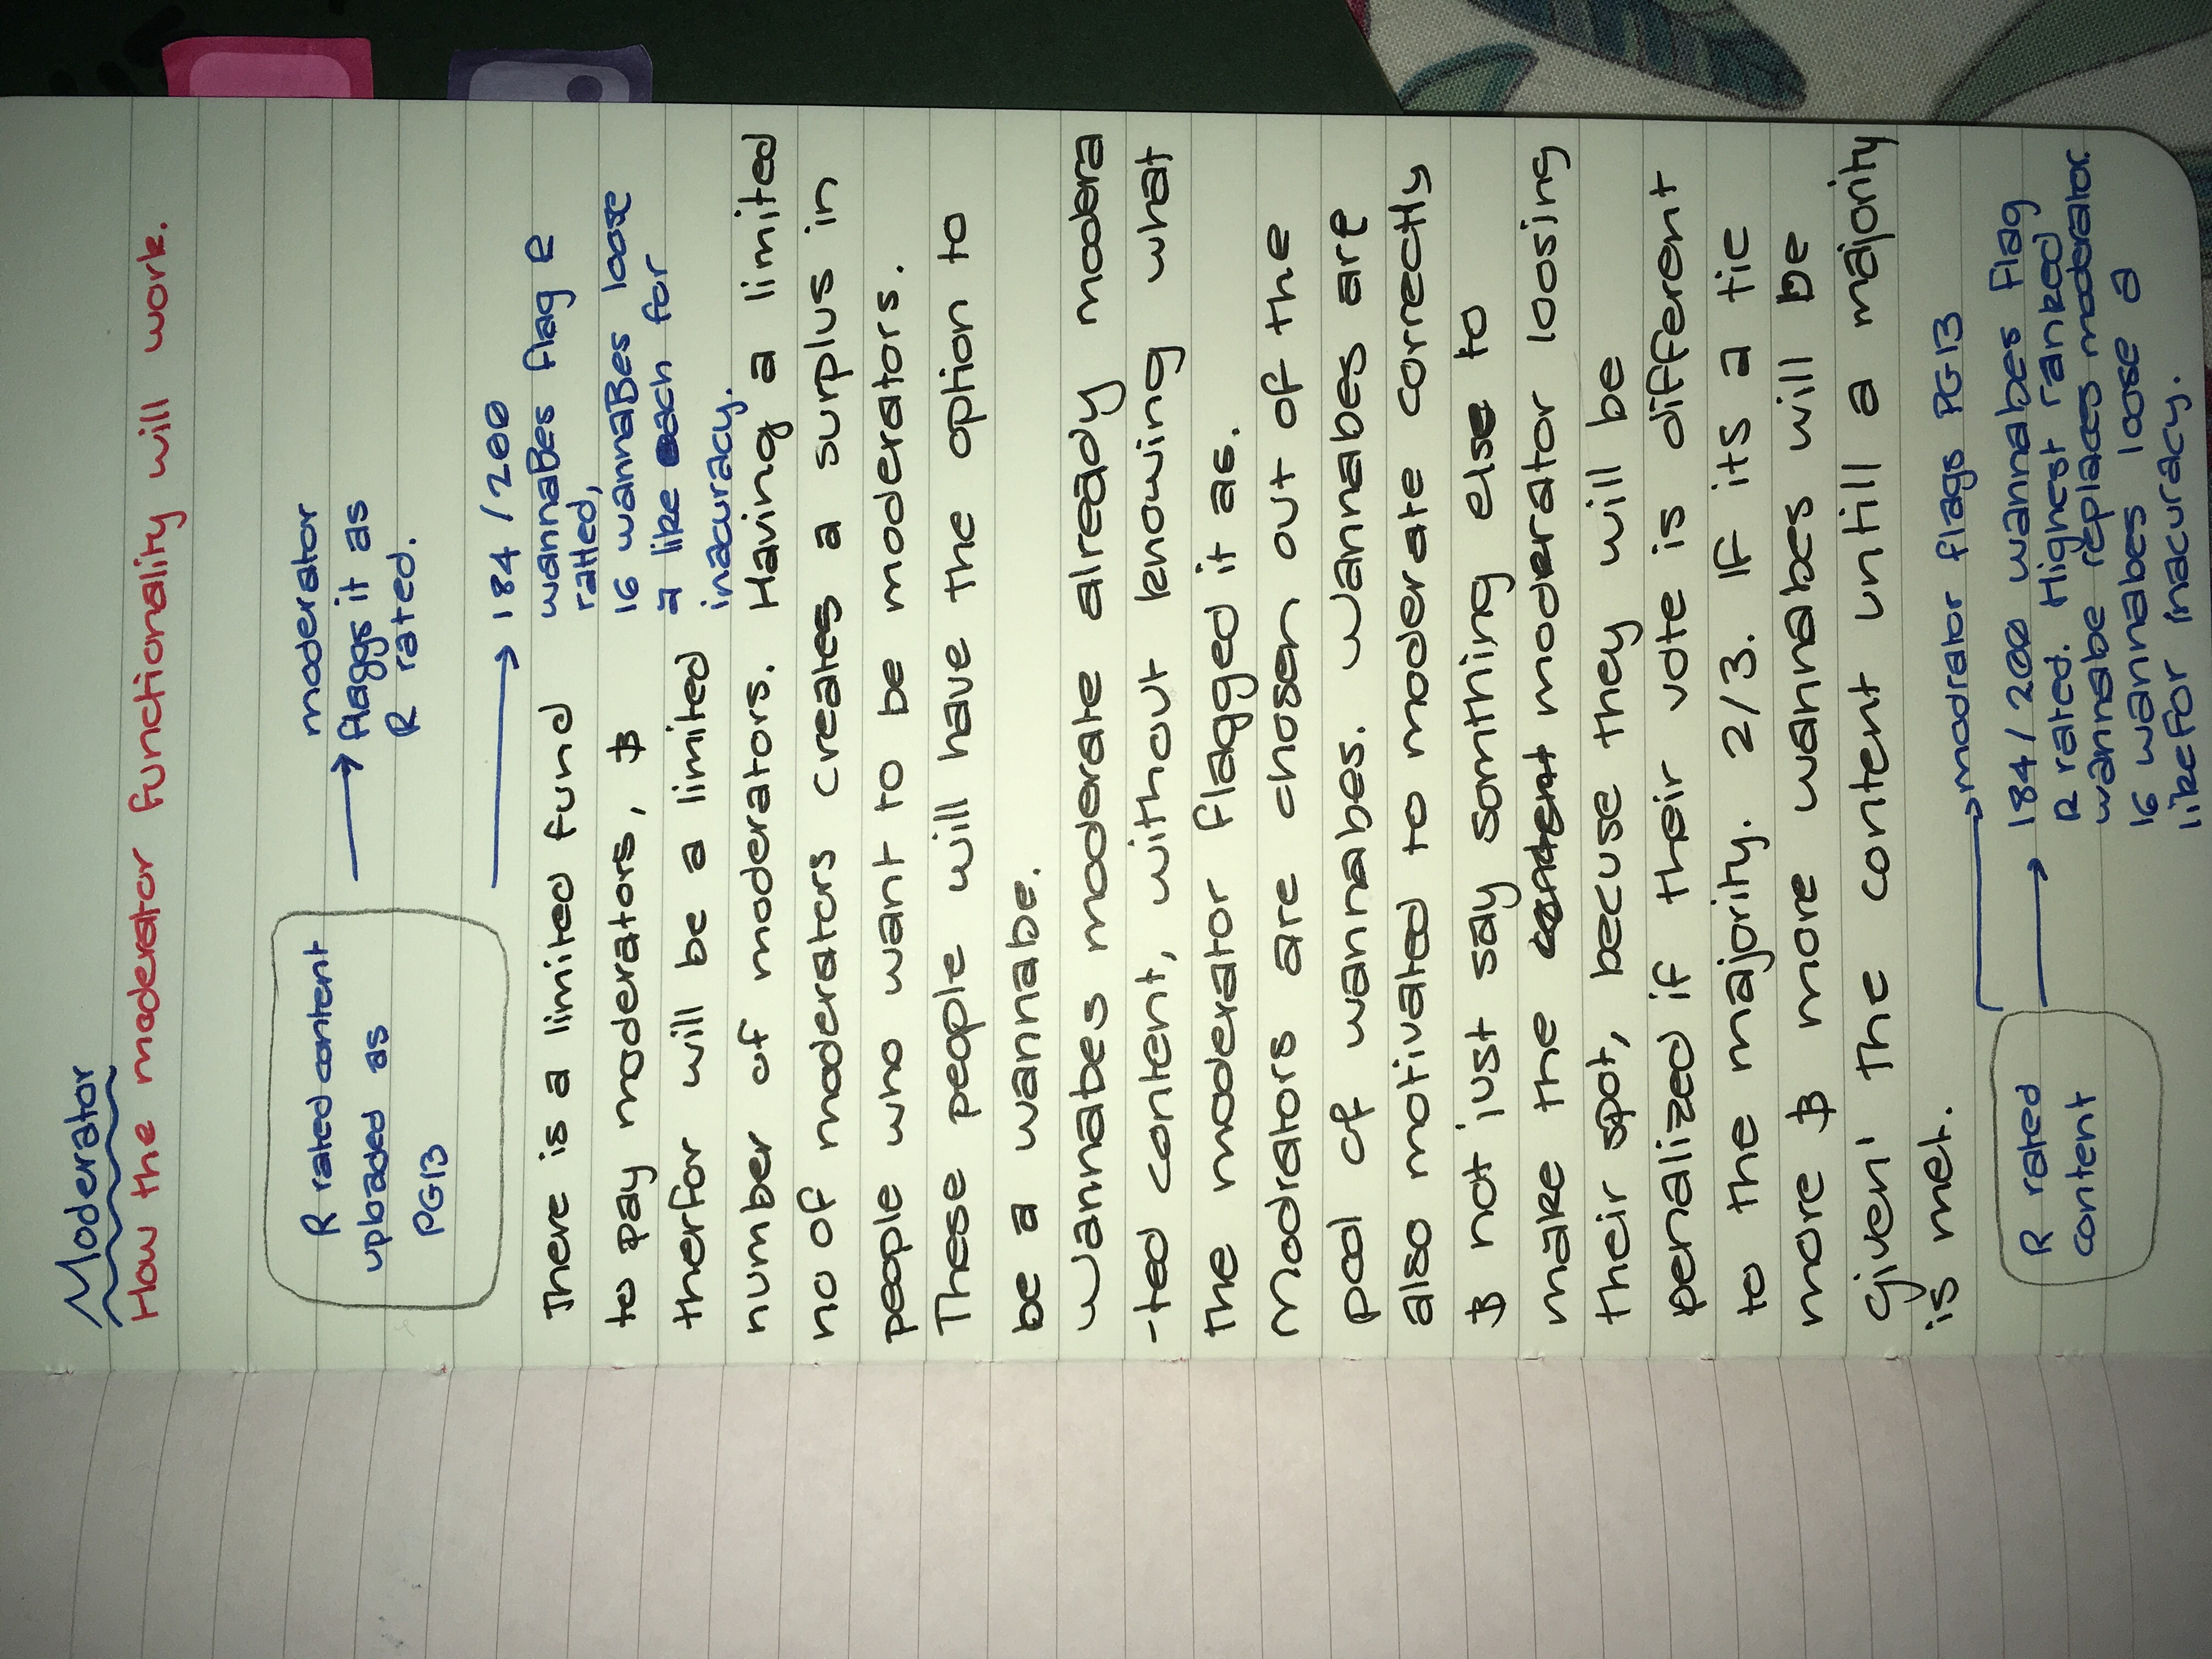 Moderator
How the moderator functionality will work.
R rated content
uploaded as
PG13
moderator
flaggs it as
R rated.
184 / 200
wannaBes flag R
ratted,
16 wannaBes loose
a like each for
inacuracy.
There is a limited fund
to pay moderators, &
therfor will be a limited
number of moderators. Having a limited
no of moderators creates a surplus in
people who want to be moderators.
These people will have the option to
be a wannabe.
Wannabes moderate already modera
-ted content, without knowing what
the moderator flagged it as.
Modrators are chosen out of the
pool of wannabes. Wannabes are
also motivated to moderate correctly
& not just say somthing else to
make the content moderator loosing
their spot, becuse they will be
penalized if their vote is different
to the majority. 2/3. If its a tie
more & more wannabes will be
given' the content untill a majority
is met.
R rated
content
modrator flags PG13
184 / 200 wannabes flag
R rated. Highest ranked
wannabe replaces moderator.
16 wannabes loose a
like for inacuracy.